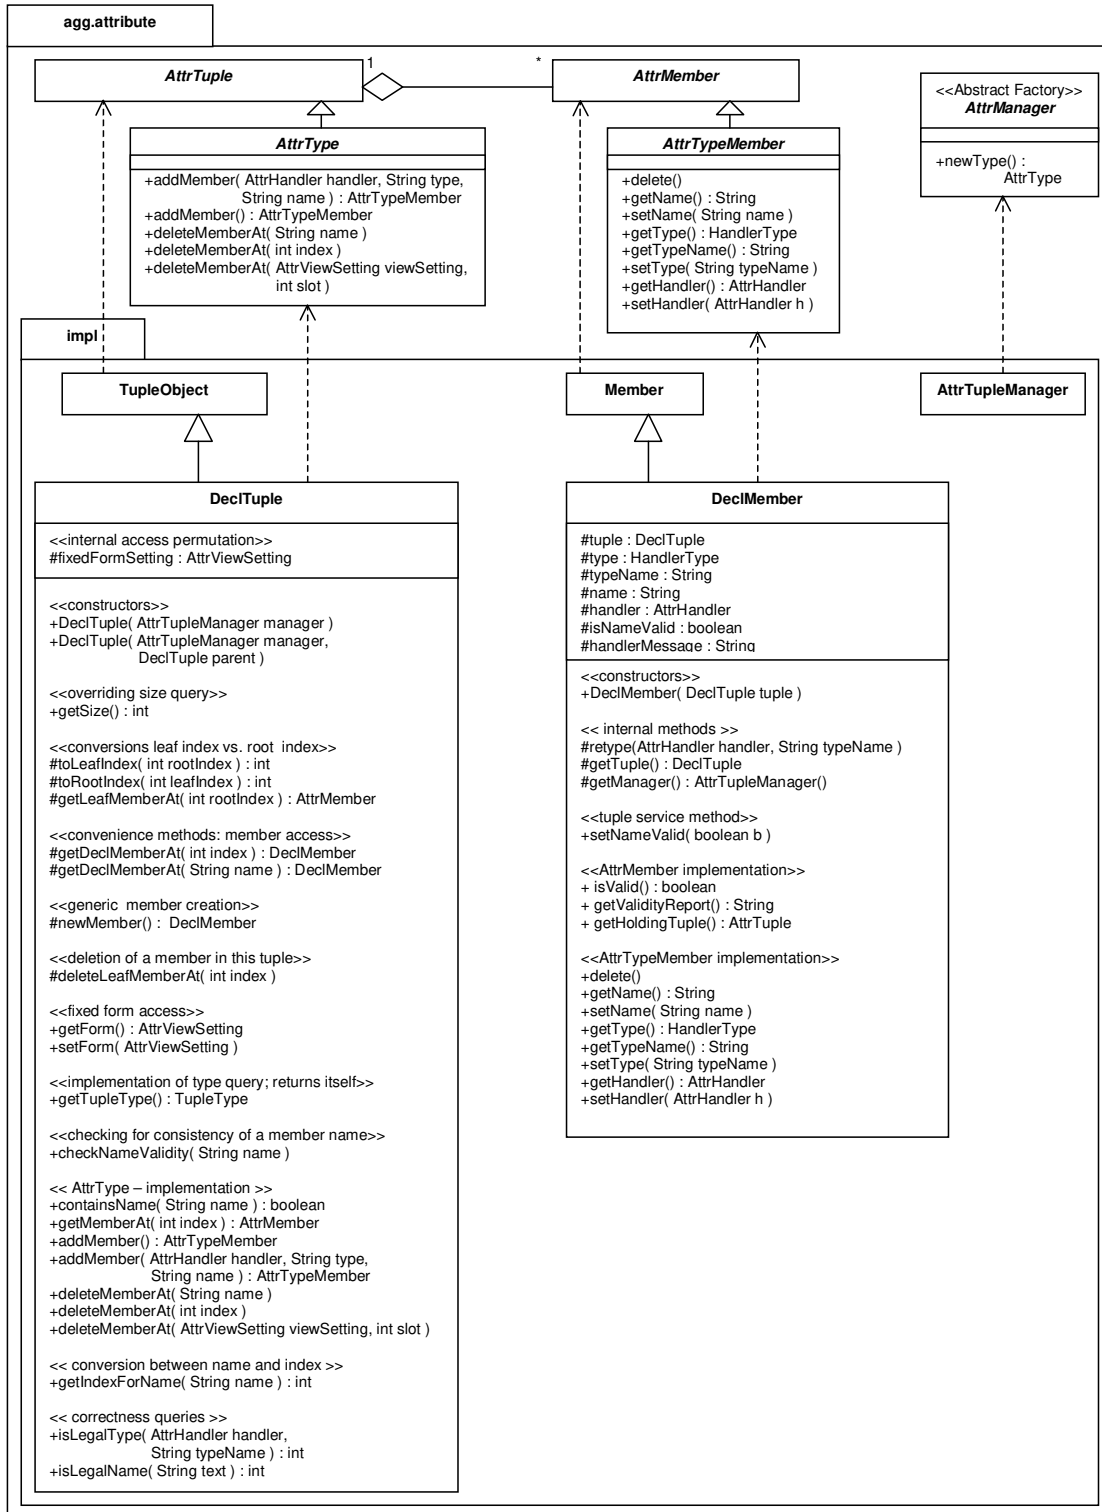 agg.attribute
AttrTuple
1
*
AttrMember
<<Abstract Factory>>
AttrManager
+newType() :
AttrType
AttrType
+addMember( AttrHandler handler, String type,
String name ) : AttrTypeMember
+addMember() : AttrTypeMember
+deleteMemberAt( String name )
+deleteMemberAt( int index )
+deleteMemberAt( AttrViewSetting viewSetting,
int slot )
AttrTypeMember
+delete()
+getName() : String
+setName( String name )
+getType() : HandlerType
+getTypeName() : String
+setType( String typeName )
+getHandler() : AttrHandler
+setHandler( AttrHandler h )
impl
TupleObject
Member
AttrTupleManager
DeclTuple
<<internal access permutation>>
#fixedFormSetting : AttrViewSetting
<<constructors>>
+DeclTuple( AttrTupleManager manager )
+DeclTuple( AttrTupleManager manager,
DeclTuple parent )
<<overriding size query>>
+getSize() : int
<<conversions leaf index vs. root index>>
#toLeafIndex( int rootIndex ) : int
#toRootIndex( int leafIndex ) : int
#getLeafMemberAt( int rootIndex ) : AttrMember
<<convenience methods: member access>>
#getDeclMemberAt( int index ) : DeclMember
#getDeclMemberAt( String name ) : DeclMember
<<generic member creation>>
#newMember() : DeclMember
<<deletion of a member in this tuple>>
#deleteLeafMemberAt( int index )
<<fixed form access>>
+getForm() : AttrViewSetting
+setForm( AttrViewSetting )
<<implementation of type query; returns itself>>
+getTupleType() : TupleType
<<checking for consistency of a member name>>
+checkNameValidity( String name )
<< AttrType – implementation >>
+containsName( String name ) : boolean
+getMemberAt( int index ) : AttrMember
+addMember() : AttrTypeMember
+addMember( AttrHandler handler, String type,
String name ) : AttrTypeMember
+deleteMemberAt( String name )
+deleteMemberAt( int index )
+deleteMemberAt( AttrViewSetting viewSetting, int slot )
<< conversion between name and index >>
+getIndexForName( String name ) : int
<< correctness queries >>
+isLegalType( AttrHandler handler,
String typeName ) : int
+isLegalName( String text ) : int
DeclMember
#tuple : DeclTuple
#type : HandlerType
#typeName : String
#name : String
#handler : AttrHandler
#isNameValid : boolean
#handlerMessage : String
<<constructors>>
+DeclMember( DeclTuple tuple )
<< internal methods >>
#retype(AttrHandler handler, String typeName )
#getTuple() : DeclTuple
#getManager() : AttrTupleManager()
<<tuple service method>>
+setNameValid( boolean b )
<<AttrMember implementation>>
+ isValid() : boolean
+ getValidityReport() : String
+ getHoldingTuple() : AttrTuple
<<AttrTypeMember implementation>>
+delete()
+getName() : String
+setName( String name )
+getType() : HandlerType
+getTypeName() : String
+setType( String typeName )
+getHandler() : AttrHandler
+setHandler( AttrHandler h )